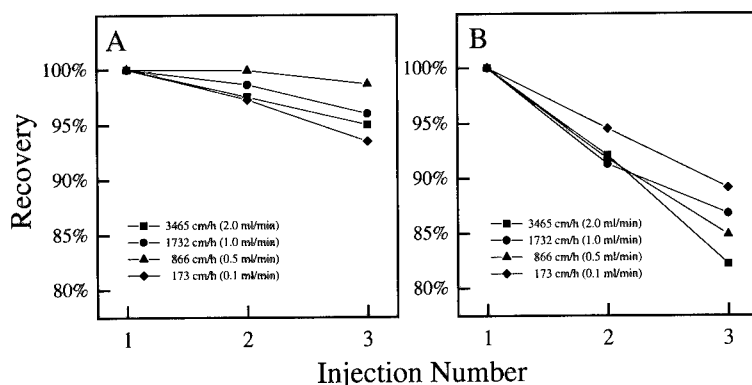 A
B
Recovery
100%
95%
90%
85%
80%
3465 cm/h (2.0 ml/min)
1732 cm/h (1.0 ml/min)
866 cm/h (0.5 ml/min)
173 cm/h (0.1 ml/min)
1 2 3
100%
95%
90%
85%
80%
3465 cm/h (2.0 ml/min)
1732 cm/h (1.0 ml/min)
866 cm/h (0.5 ml/min)
173 cm/h (0.1 ml/min)
1 2 3
Injection Number